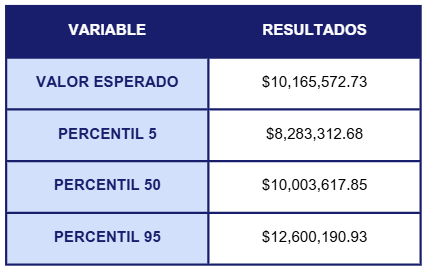 VARIABLE RESULTADOS
VALOR ESPERADO $10,165,572.73
PERCENTIL 5 $8,283,312.68
PERCENTIL 50 $10,003,617.85
PERCENTIL 95 $12,600,190.93